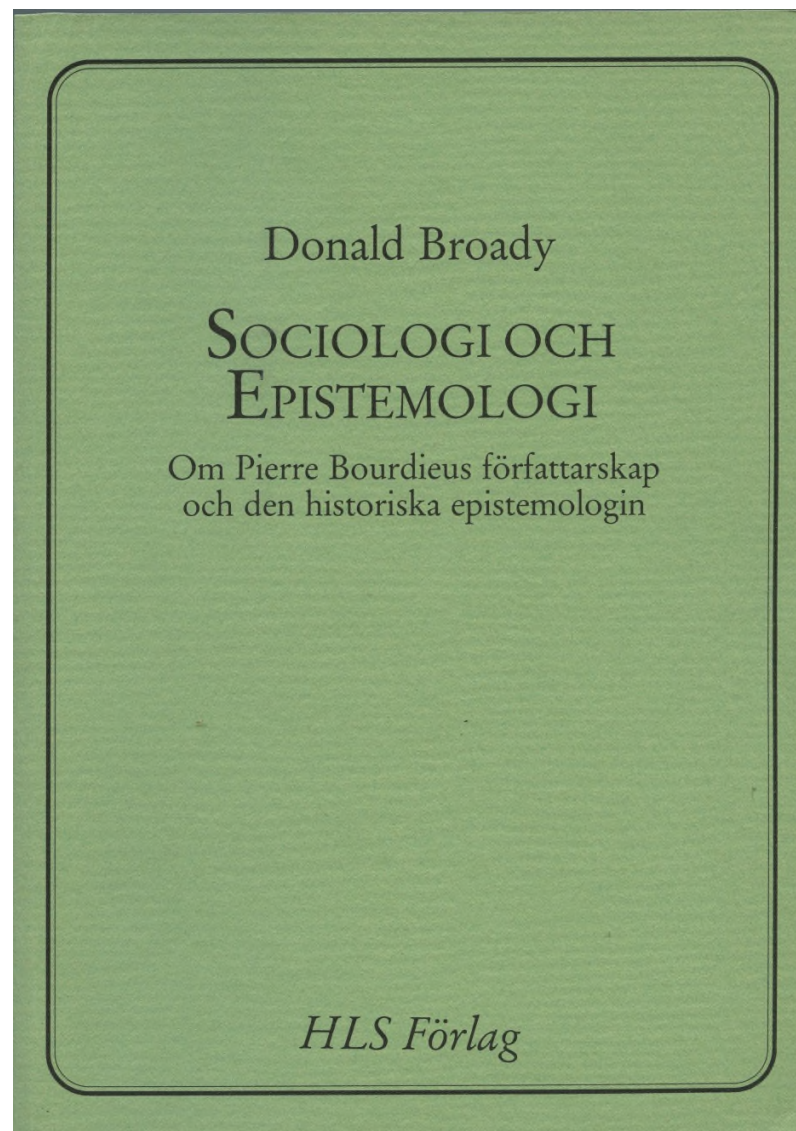 Donald Broady
SOCIOLOGI OCH
EPISTEMOLOGI
Om Pierre Bourdieus författarskap
och den historiska epistemologin
HLS Förlag